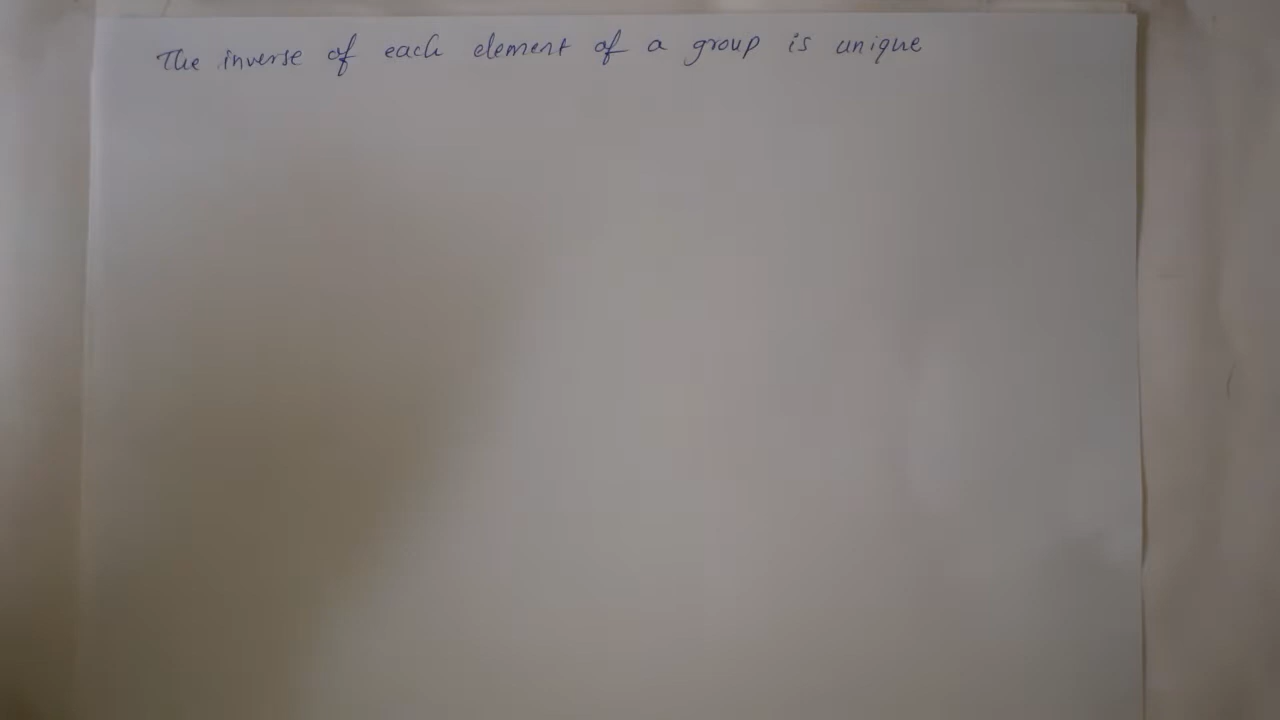 The inverse of each element of a group is unique